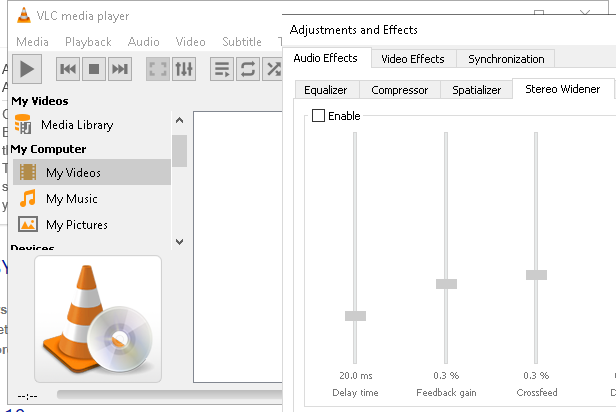 VLC media player
Media Playback Audio Video Subtitle
Adjustments and Effects
Audio Effects Video Effects Synchronization
Equalizer Compressor Spatializer Stereo Widener
Enable
My Videos
Media Library
My Computer
My Videos
My Music
My Pictures
Devices
20.0 ms 0.3 % 0.3 %
Delay time Feedback gain Crossfeed
--:--